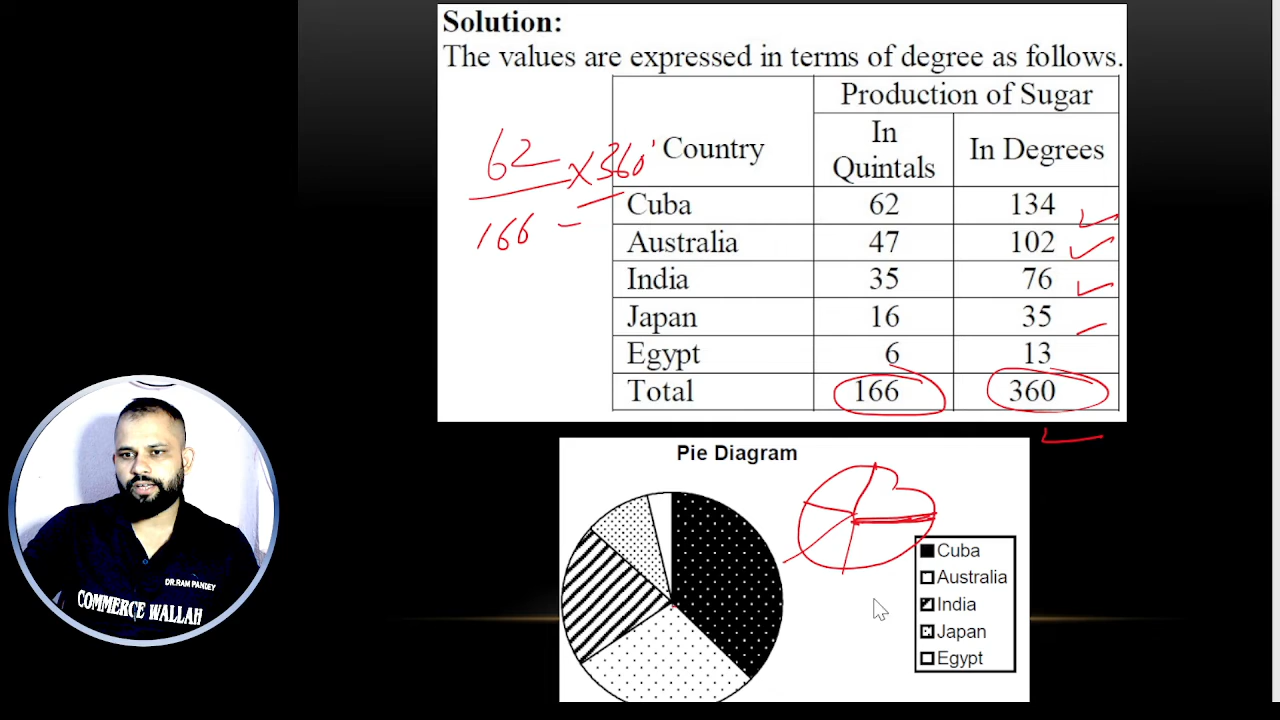 Solution:
The values are expressed in terms of degree as follows.
Country Production of Sugar
In Quintals In Degrees
Cuba 62 134
Australia 47 102
India 35 76
Japan 16 35
Egypt 6 13
Total 166 360
62 × 360°
166 =
Pie Diagram
Cuba
Australia
India
Japan
Egypt
DR.RAM PANDEY
COMMERCE WALLAH